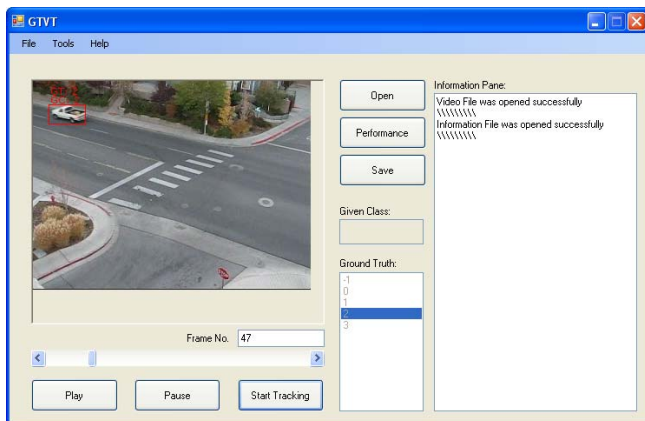 GTVT
File Tools Help
Open
Performance
Save
Given Class:
Ground Truth:
-1
0
1
2
3
Frame No. 47
Play
Pause
Start Tracking
Information Pane:
Video File was opened successfully
\\\\\\\\\
Information File was opened successfully
\\\\\\\\\